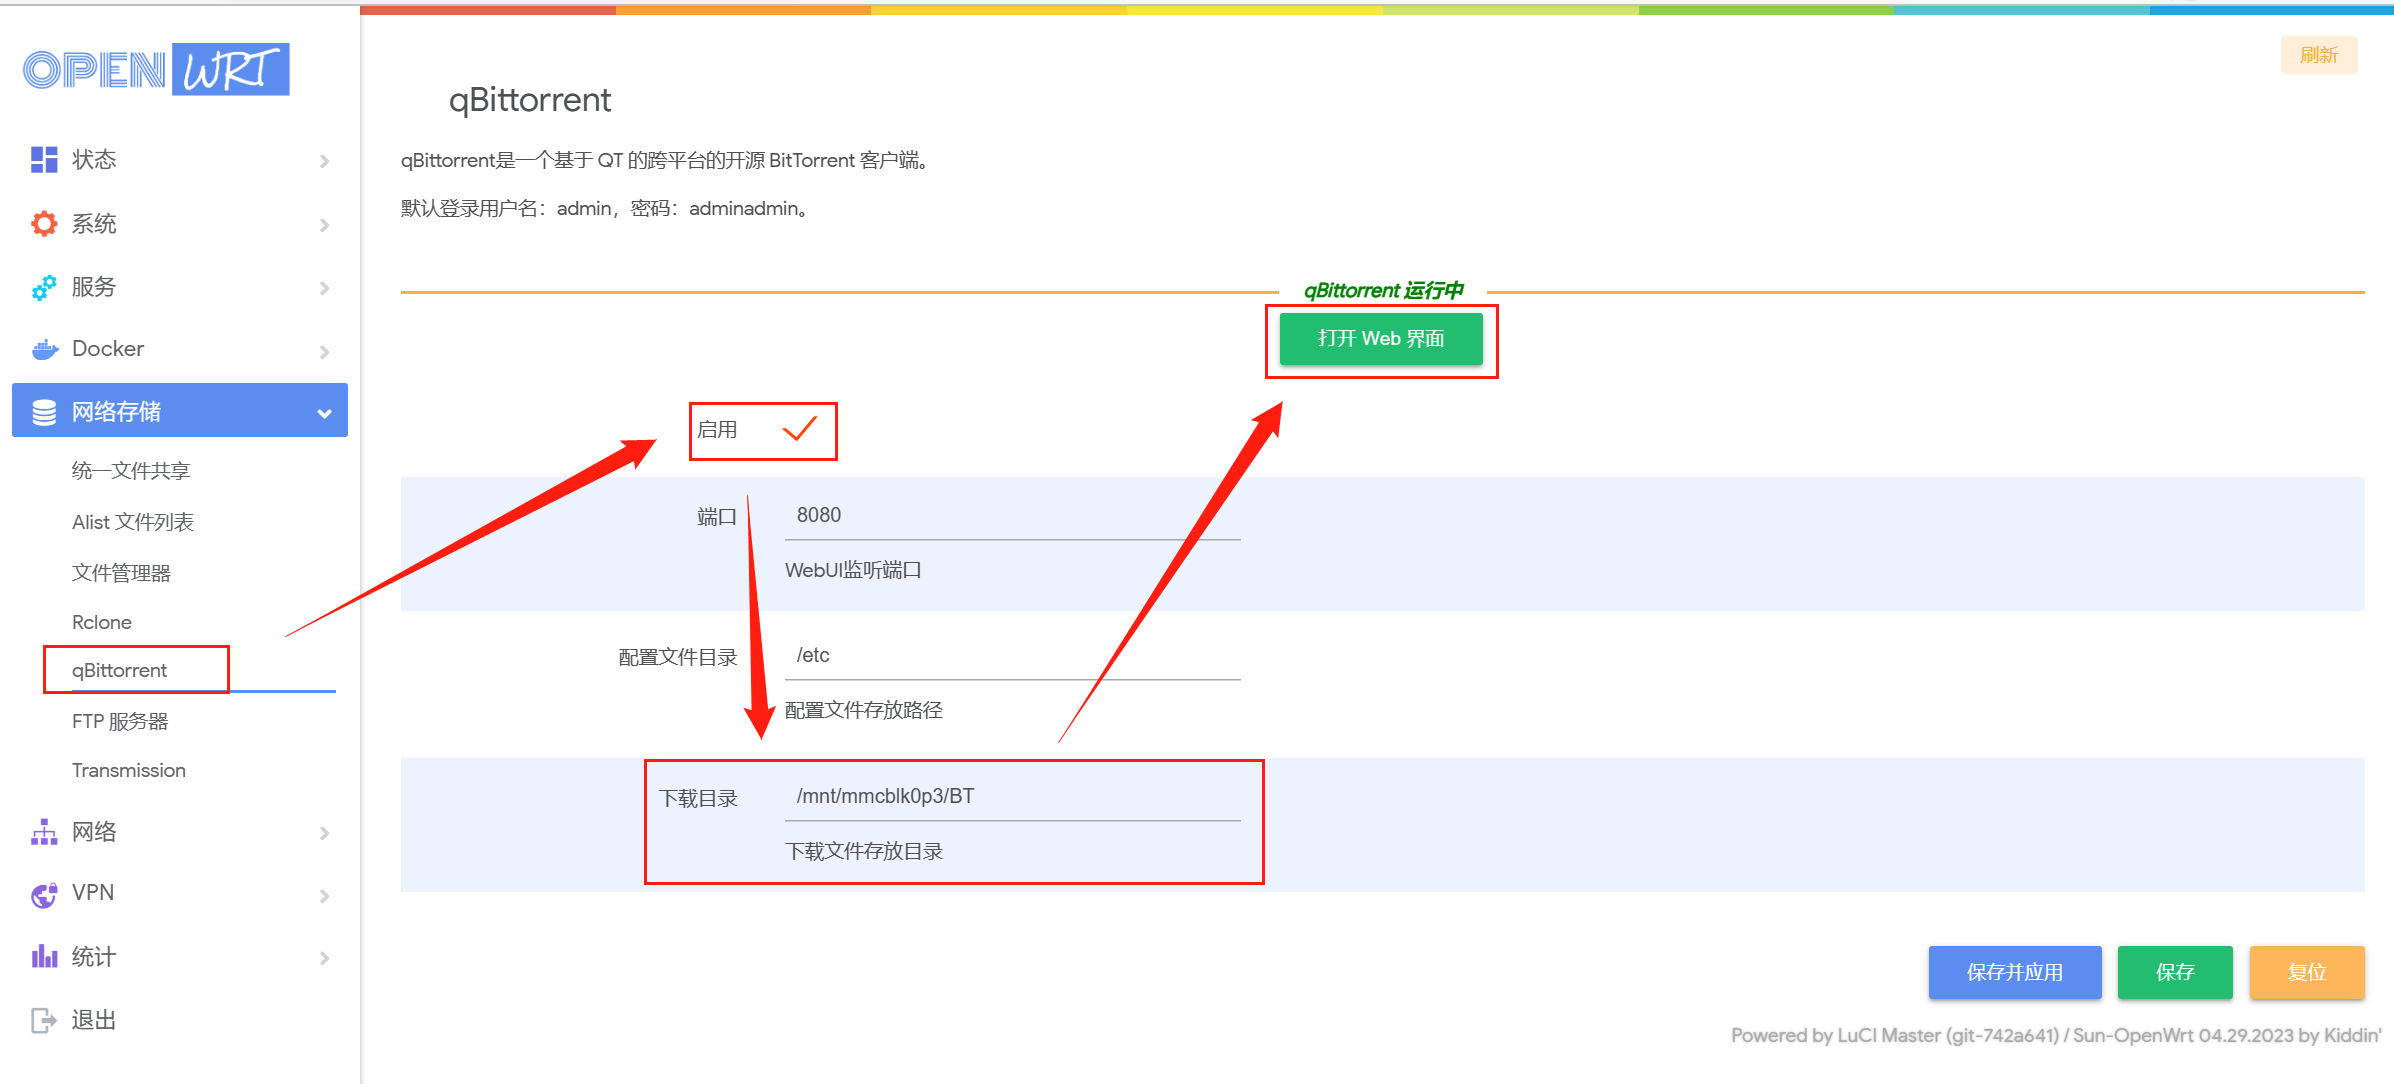 OPENWRT
状态
系统
服务
Docker
网络存储
统一文件共享
Alist 文件列表
文件管理器
Rclone
qBittorrent
FTP 服务器
Transmission
网络
VPN
统计
退出
刷新
qBittorrent
qBittorrent是一个基于 QT 的跨平台的开源 BitTorrent 客户端。
默认登录用户名：admin，密码：adminadmin。
qBittorrent 运行中
打开 Web 界面
启用
端口 8080
WebUI监听端口
配置文件目录 /etc
配置文件存放路径
下载目录 /mnt/mmcblk0p3/BT
下载文件存放目录
保存并应用 保存 复位
Powered by LuCI Master (git-742a641) / Sun-OpenWrt 04.29.2023 by Kiddin'